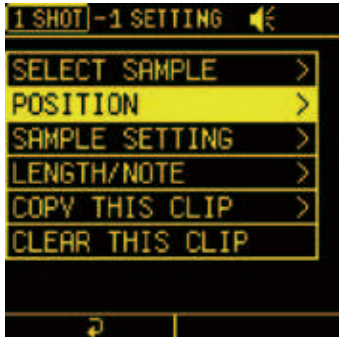 1 SHOT -1 SETTING
SELECT SAMPLE >
POSITION >
SAMPLE SETTING >
LENGTH/NOTE >
COPY THIS CLIP >
CLEAR THIS CLIP